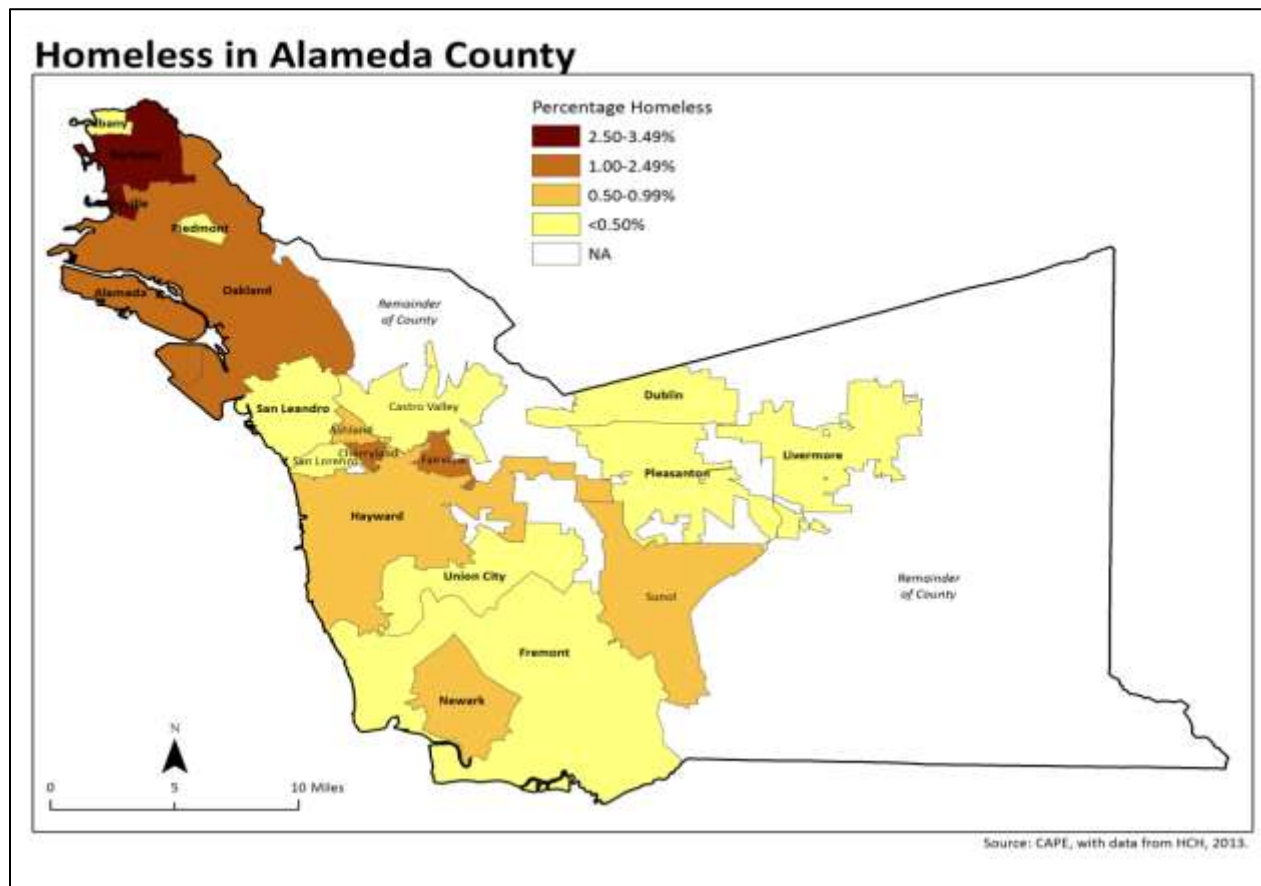 Homeless in Alameda County
Percentage Homeless
2.50-3.49%
1.00-2.49%
0.50-0.99%
<0.50%
NA
bany
Berkeley
ville
Piedmont
Alameda
Oakland
Remainder
of County
San Leandro
Castro Valley
Ashland
Cherryland
San Lorenzo
Fairview
Dublin
Livermore
Pleasanton
Hayward
Union City
Sunol
Remainder
of County
Fremont
Newark
N
0 5 10 Miles
Source: CAPE, with data from HCH, 2013.